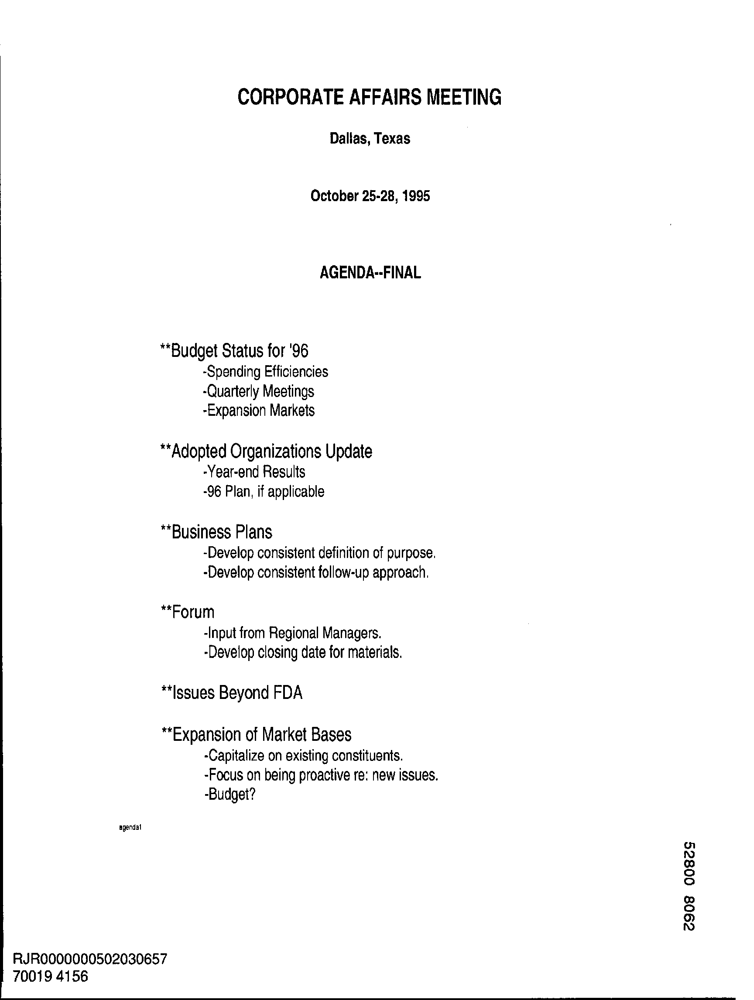 CORPORATE AFFAIRS MEETING
Dallas, Texas
October 25-28, 1995
AGENDA--FINAL
**Budget Status for '96
-Spending Efficiencies
-Quarterly Meetings
-Expansion Markets
**Adopted Organizations Update
-Year-end Results
-96 Plan, if applicable
**Business Plans
-Develop consistent definition of purpose.
-Develop consistent follow-up approach.
**Forum
-Input from Regional Managers.
-Develop closing date for materials.
**Issues Beyond FDA
**Expansion of Market Bases
-Capitalize on existing constituents.
-Focus on being proactive re: new issues.
-Budget?
agenda1
52800 8062
RJR0000000502030657
70019 4156